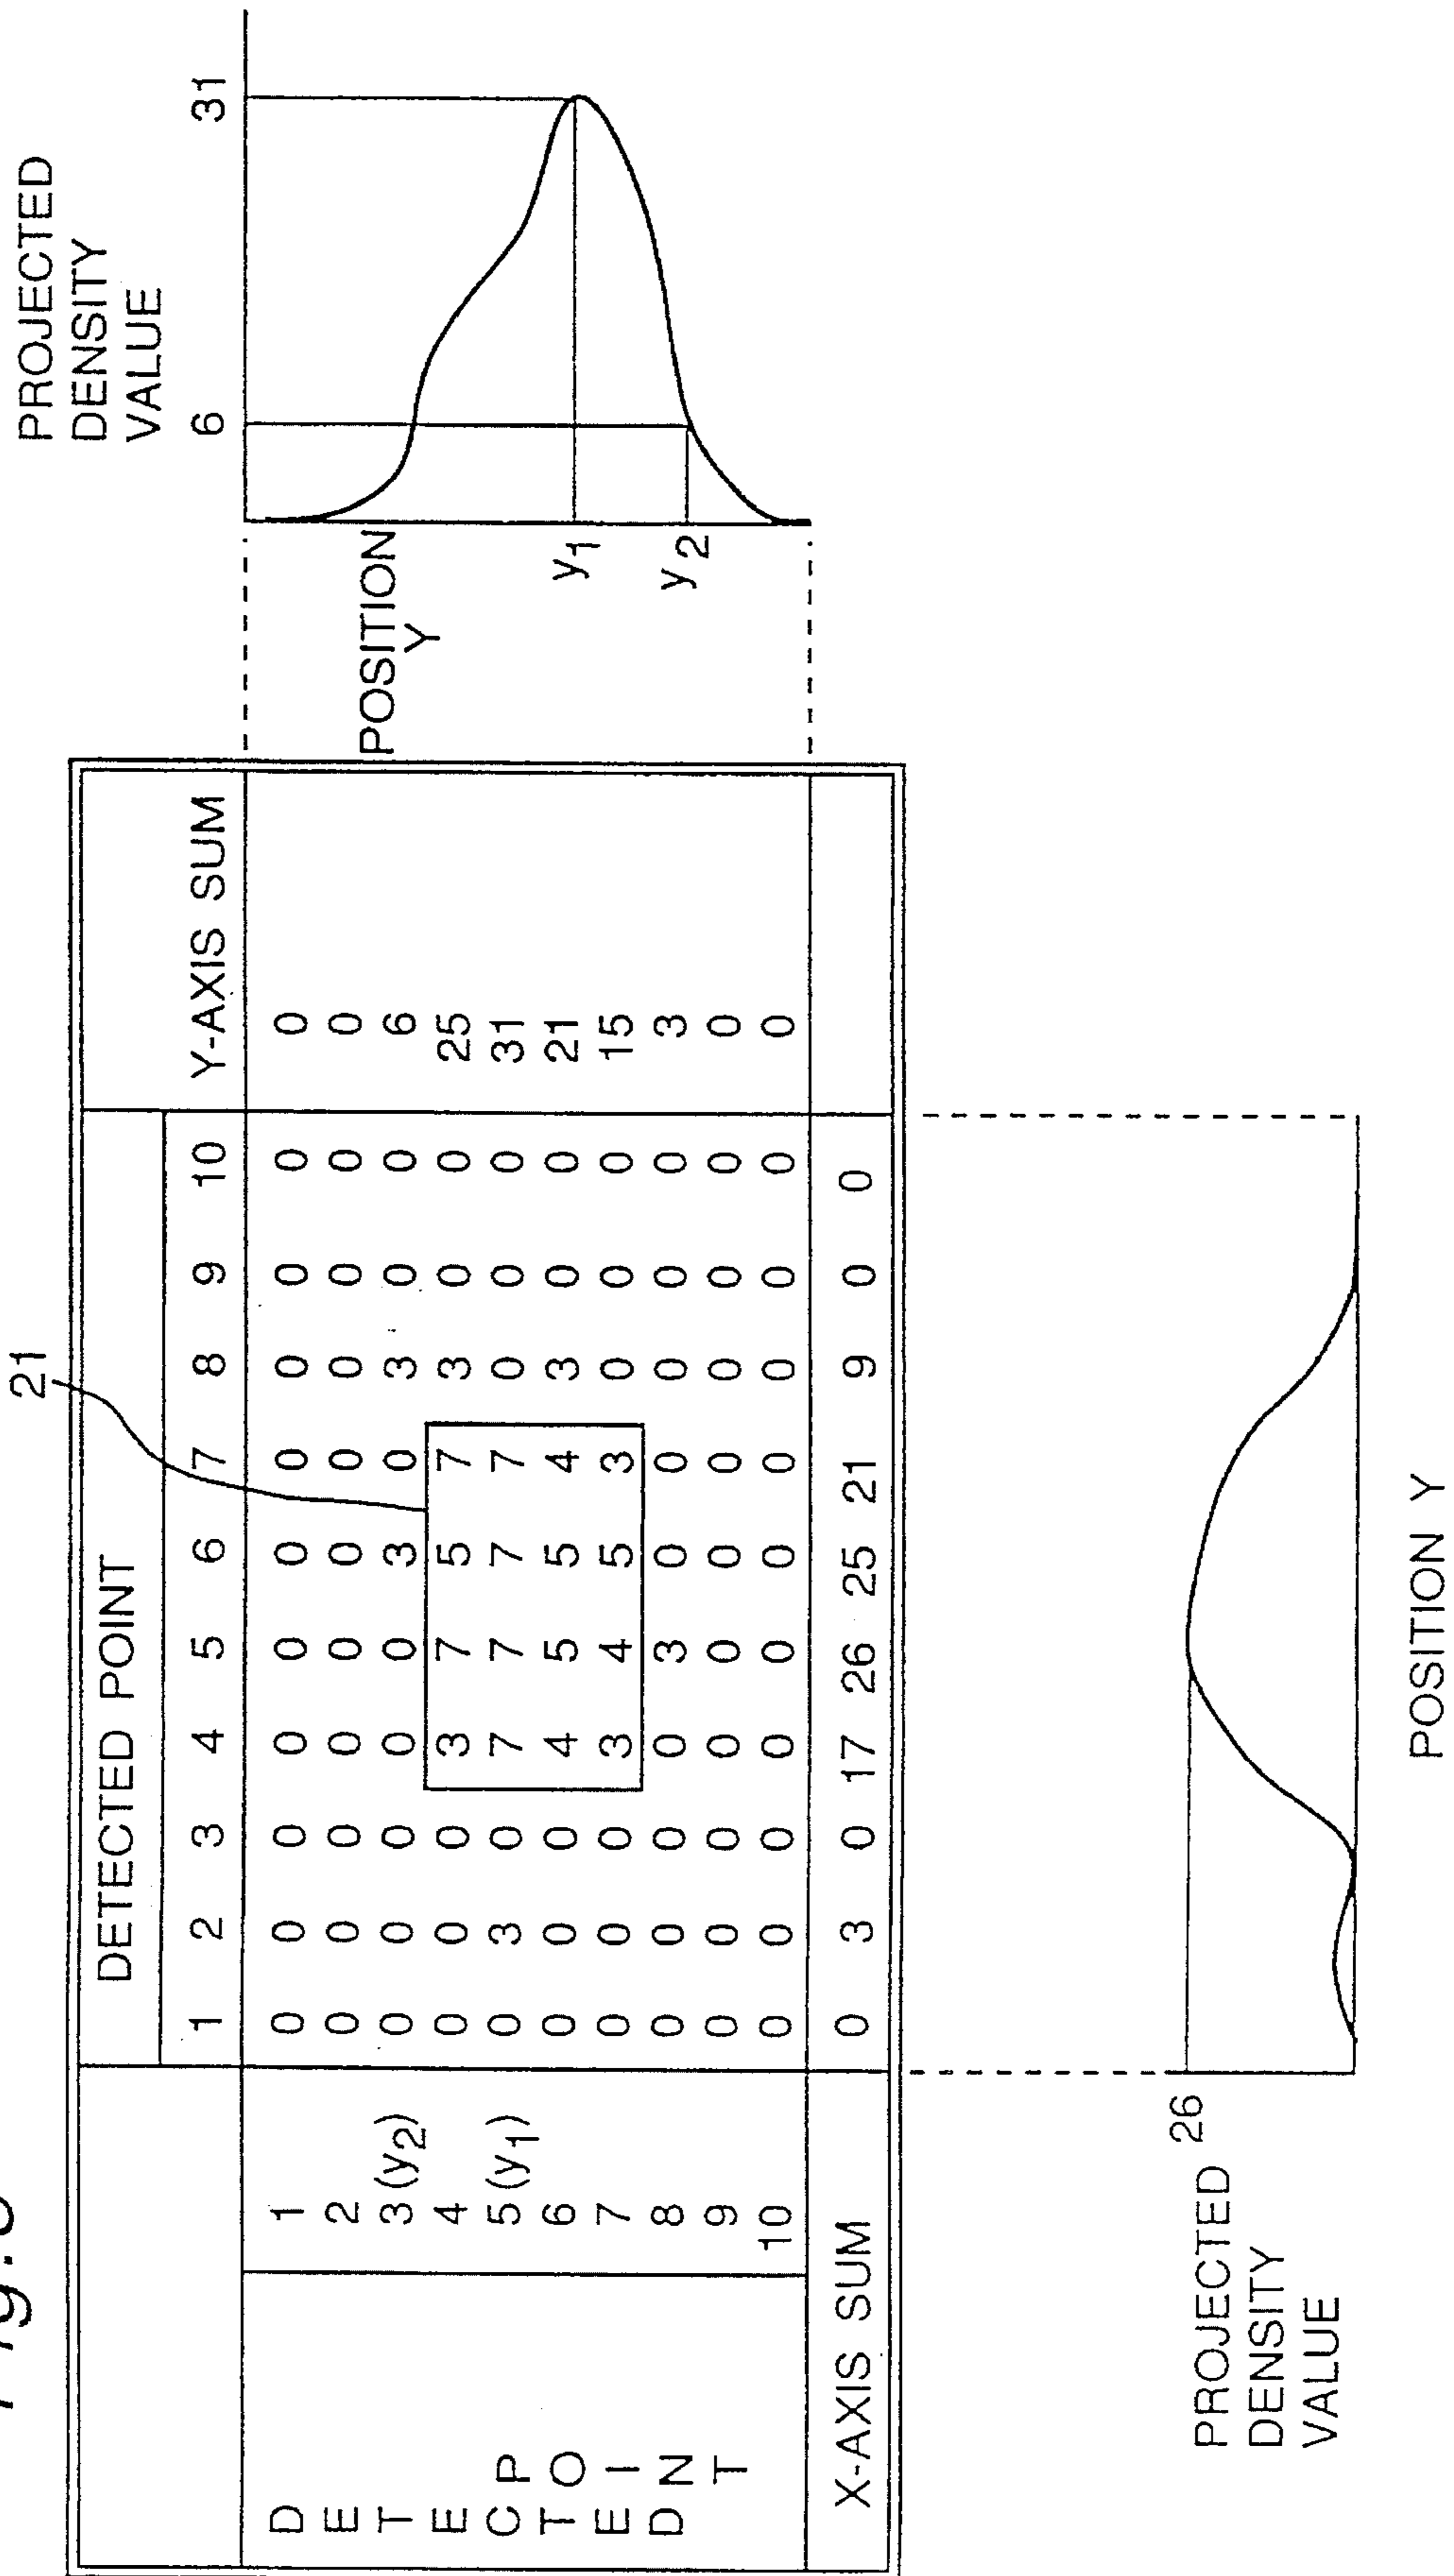 Fig.
21
DETECTED POINT
1 2 3 4 5 6 7 8 9 10 Y-AXIS SUM
D 1 0 0 0 0 0 0 0 0 0 0 0
E 2 0 0 0 0 0 0 0 0 0 0 0
T 3 (y2) 0 0 0 0 0 3 0 3 0 0 6
E 4 0 0 0 3 7 5 7 3 0 0 25
C P 5 (y1) 0 3 0 7 7 7 7 0 0 0 31
T O 6 0 0 0 4 5 5 4 3 0 0 21
E I 7 0 0 0 3 4 5 3 0 0 0 15
D N 8 0 0 0 0 3 0 0 0 0 0 3
T 9 0 0 0 0 0 0 0 0 0 0 0
10 0 0 0 0 0 0 0 0 0 0 0
X-AXIS SUM 0 3 0 17 26 25 21 9 0 0
PROJECTED
DENSITY
VALUE
6 31
POSITION
Y
y1
y2
26
PROJECTED
DENSITY
VALUE
POSITION Y